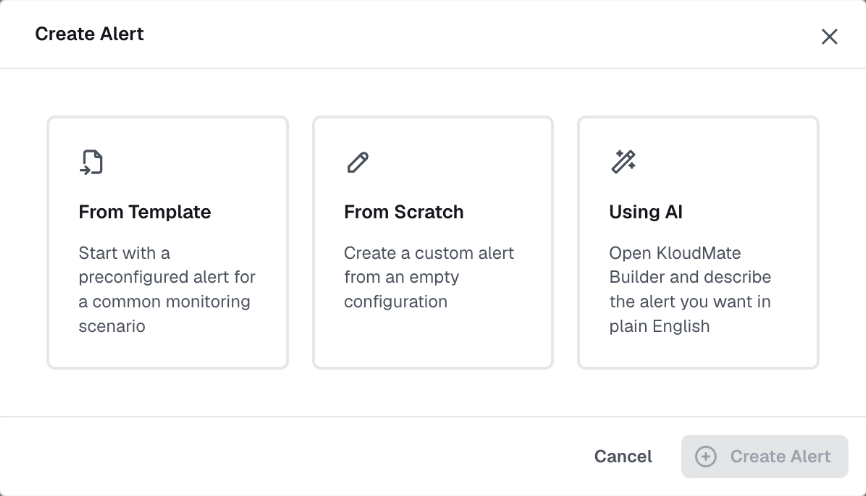 Create Alert
From Template
Start with a
preconfigured alert for
a common monitoring
scenario
From Scratch
Create a custom alert
from an empty
configuration
Using AI
Open KloudMate
Builder and describe
the alert you want in
plain English
Cancel
Create Alert